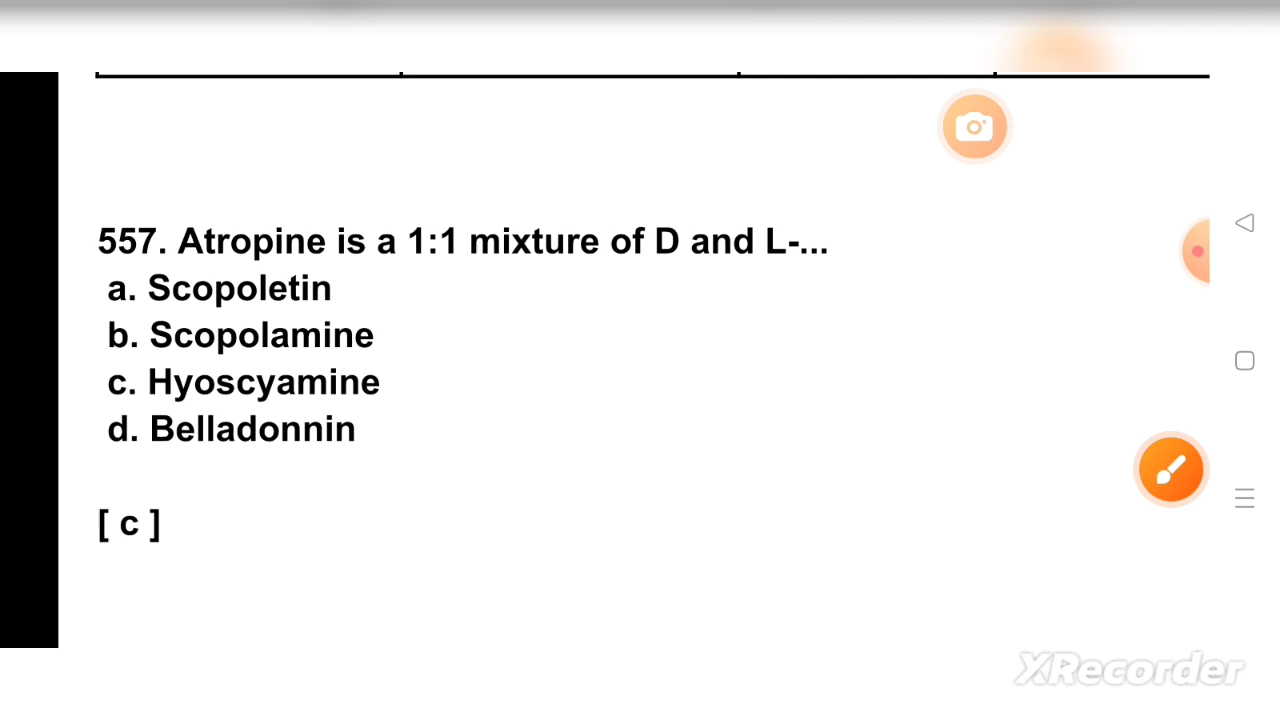 557. Atropine is a 1:1 mixture of D and L-...
a. Scopoletin
b. Scopolamine
c. Hyoscyamine
d. Belladonnin
[ c ]
XRecorder